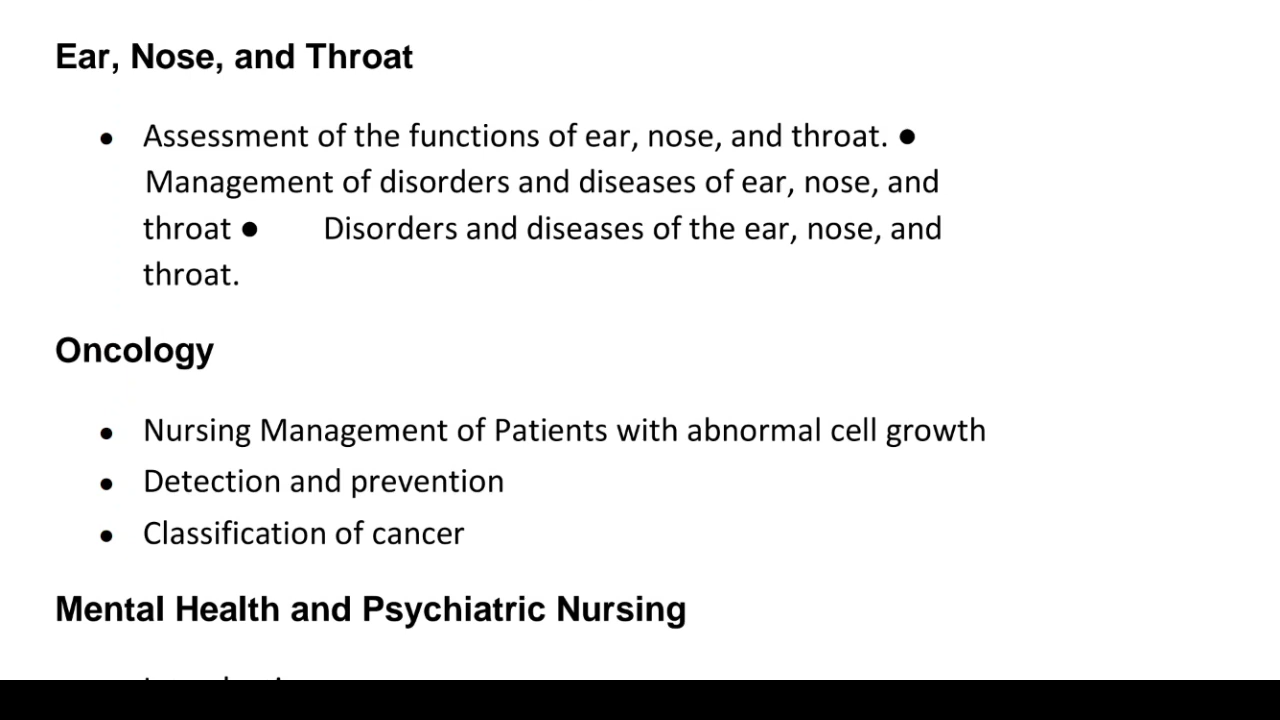 Ear, Nose, and Throat
● Assessment of the functions of ear, nose, and throat. ●
Management of disorders and diseases of ear, nose, and
throat ● Disorders and diseases of the ear, nose, and
throat.
Oncology
● Nursing Management of Patients with abnormal cell growth
● Detection and prevention
● Classification of cancer
Mental Health and Psychiatric Nursing